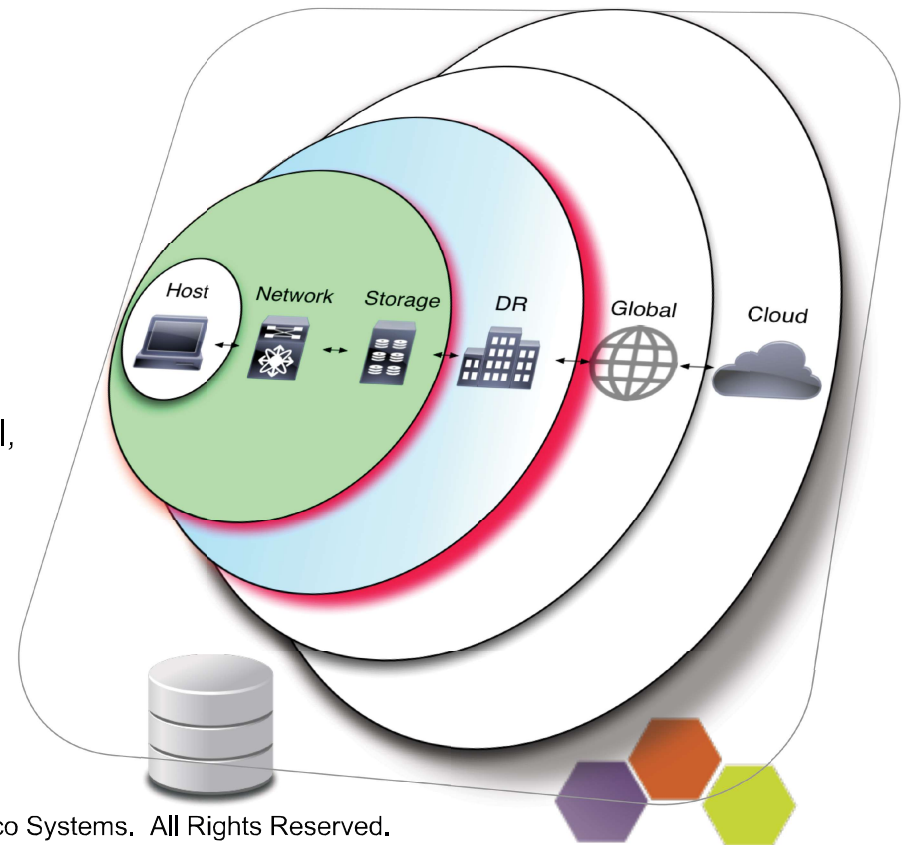 Host
Network
Storage
DR
Global
Cloud
l,
co Systems. All Rights Reserved.